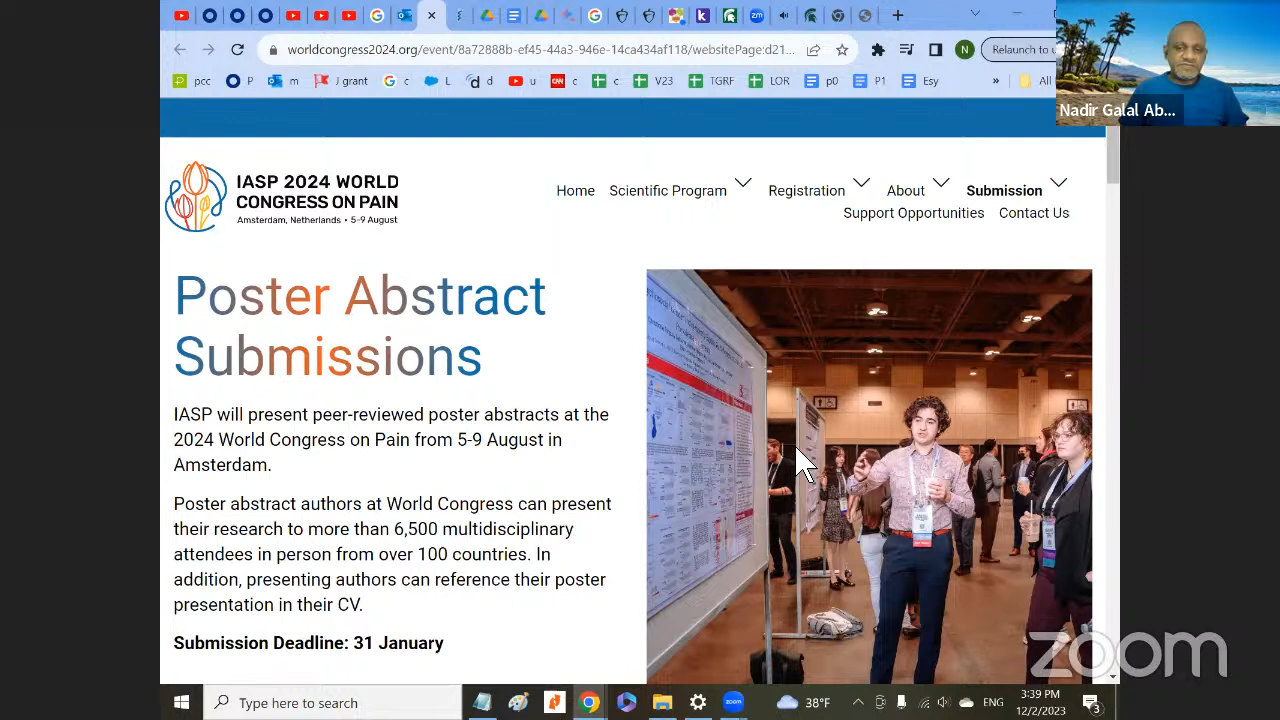 worldcongress2024.org/event/8a72888b-ef45-44a3-946e-14ca434af118/websitePage:d21...
N
Relaunch to u
pcc
P
m
J grant
c
L
d
u
CNN c
c
V23
TGRF
LOR
p0
P1
Esy
»
All
Nadir Galal Ab...
IASP 2024 WORLD
CONGRESS ON PAIN
Amsterdam, Netherlands • 5-9 August
Home Scientific Program Registration About Submission
Support Opportunities Contact Us
Poster Abstract
Submissions
IASP will present peer-reviewed poster abstracts at the
2024 World Congress on Pain from 5-9 August in
Amsterdam.
Poster abstract authors at World Congress can present
their research to more than 6,500 multidisciplinary
attendees in person from over 100 countries. In
addition, presenting authors can reference their poster
presentation in their CV.
Submission Deadline: 31 January
zoom
Type here to search
zoom
38°F
ENG
3:39 PM
12/2/2023
3